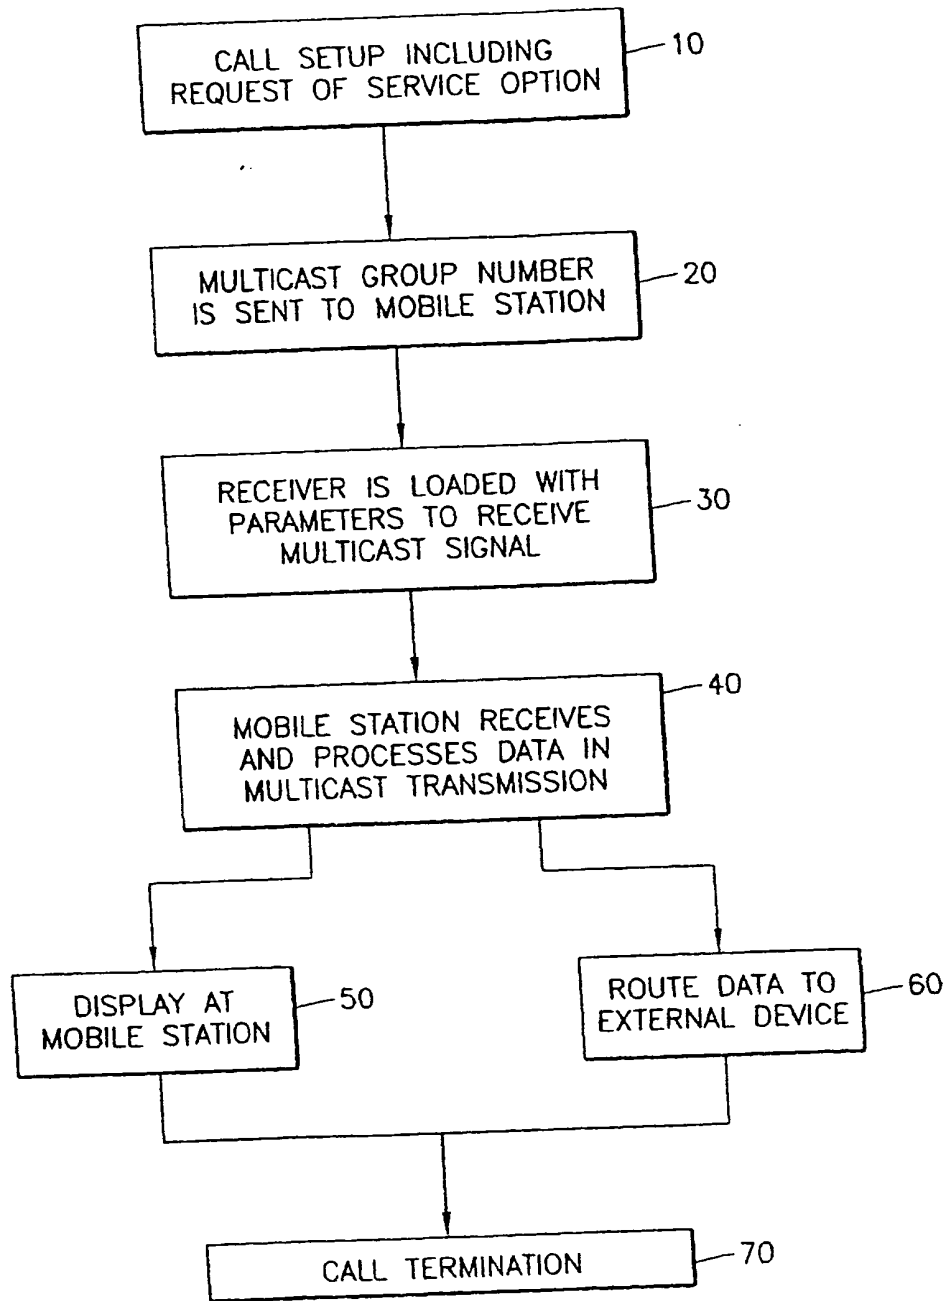 CALL SETUP INCLUDING
REQUEST OF SERVICE OPTION
10
MULTICAST GROUP NUMBER
IS SENT TO MOBILE STATION
20
RECEIVER IS LOADED WITH
PARAMETERS TO RECEIVE
MULTICAST SIGNAL
30
MOBILE STATION RECEIVES
AND PROCESSES DATA IN
MULTICAST TRANSMISSION
40
DISPLAY AT
MOBILE STATION
50
ROUTE DATA TO
EXTERNAL DEVICE
60
CALL TERMINATION
70